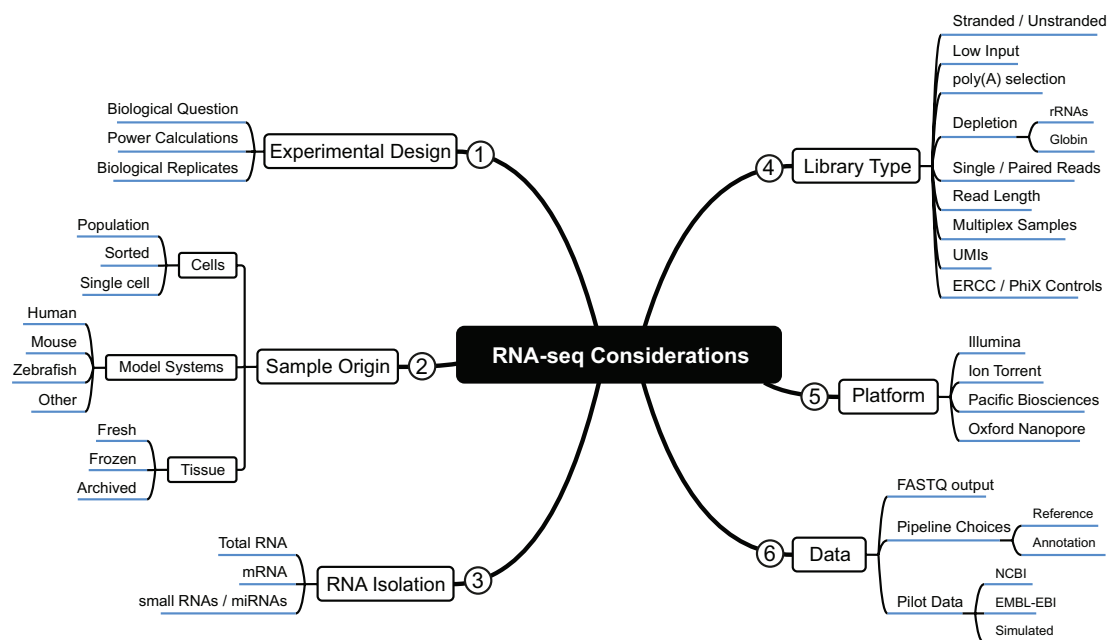 RNA-seq Considerations
1
Experimental Design
Biological Question
Power Calculations
Biological Replicates
2
Sample Origin
Cells
Population
Sorted
Single cell
Model Systems
Human
Mouse
Zebrafish
Other
Tissue
Fresh
Frozen
Archived
3
RNA Isolation
Total RNA
mRNA
small RNAs / miRNAs
4
Library Type
Stranded / Unstranded
Low Input
poly(A) selection
Depletion
rRNAs
Globin
Single / Paired Reads
Read Length
Multiplex Samples
UMIs
ERCC / PhiX Controls
5
Platform
Illumina
Ion Torrent
Pacific Biosciences
Oxford Nanopore
6
Data
FASTQ output
Pipeline Choices
Reference
Annotation
Pilot Data
NCBI
EMBL-EBI
Simulated